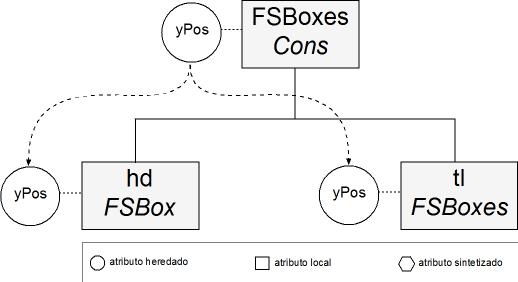 yPos
FSBoxes
Cons
yPos
hd
FSBox
yPos
tl
FSBoxes
atributo heredado
atributo local
atributo sintetizado